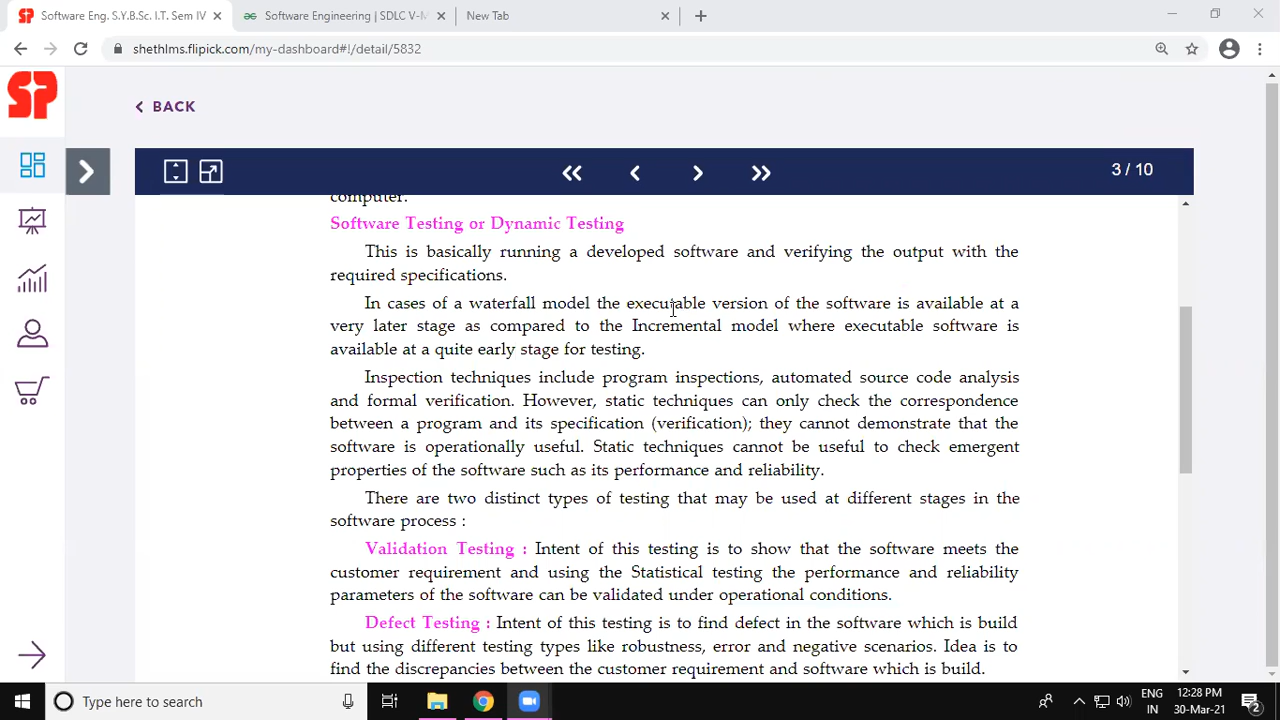 Software Eng. S.Y.B.Sc. I.T. Sem IV
Software Engineering | SDLC V-M
New Tab
shethlms.flipick.com/my-dashboard#!/detail/5832
SP
BACK
3 / 10
computer.
Software Testing or Dynamic Testing
This is basically running a developed software and verifying the output with the
required specifications.
In cases of a waterfall model the executable version of the software is available at a
very later stage as compared to the Incremental model where executable software is
available at a quite early stage for testing.
Inspection techniques include program inspections, automated source code analysis
and formal verification. However, static techniques can only check the correspondence
between a program and its specification (verification); they cannot demonstrate that the
software is operationally useful. Static techniques cannot be useful to check emergent
properties of the software such as its performance and reliability.
There are two distinct types of testing that may be used at different stages in the
software process :
Validation Testing : Intent of this testing is to show that the software meets the
customer requirement and using the Statistical testing the performance and reliability
parameters of the software can be validated under operational conditions.
Defect Testing : Intent of this testing is to find defect in the software which is build
but using different testing types like robustness, error and negative scenarios. Idea is to
find the discrepancies between the customer requirement and software which is build.
Type here to search
ENG
IN
12:28 PM
30-Mar-21
2